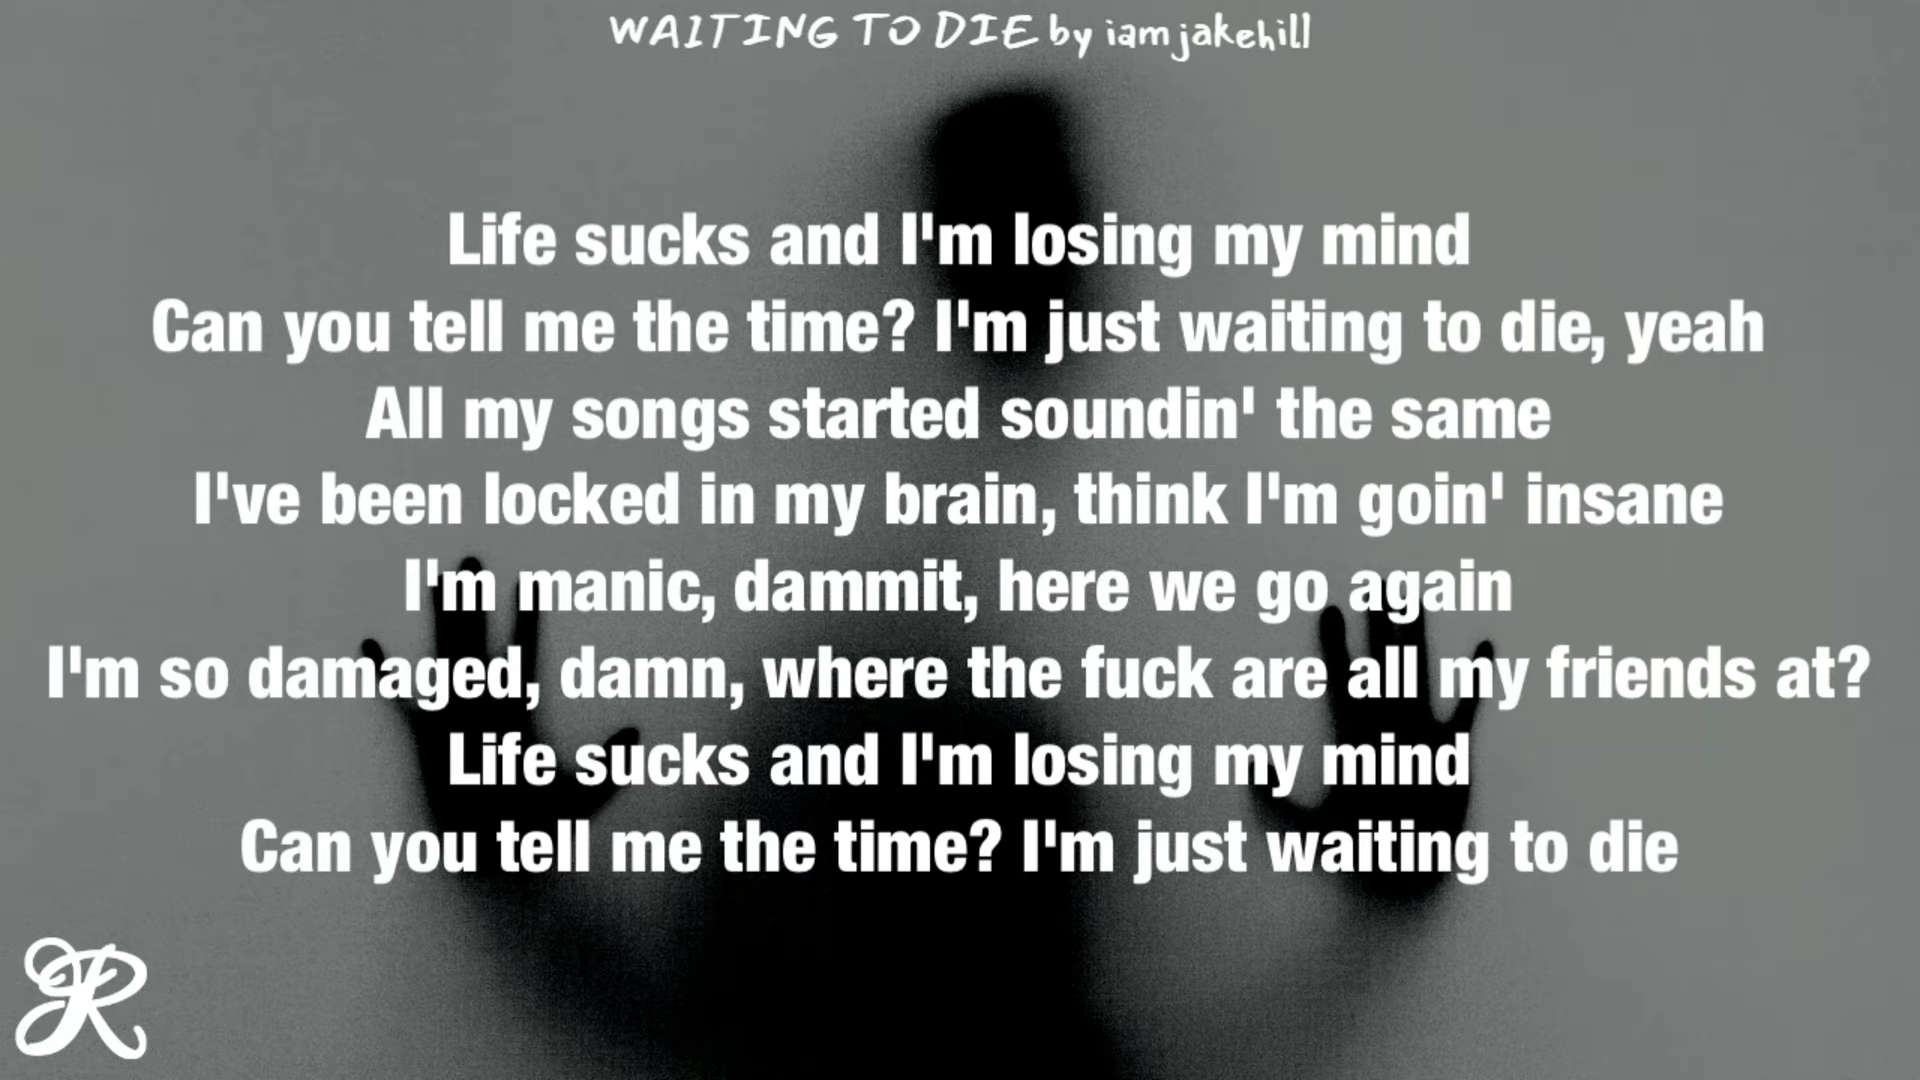 WAITING TO DIE by iamjakehill
Life sucks and I'm losing my mind
Can you tell me the time? I'm just waiting to die, yeah
All my songs started soundin' the same
I've been locked in my brain, think I'm goin' insane
I'm manic, dammit, here we go again
I'm so damaged, damn, where the fuck are all my friends at?
Life sucks and I'm losing my mind
Can you tell me the time? I'm just waiting to die
R